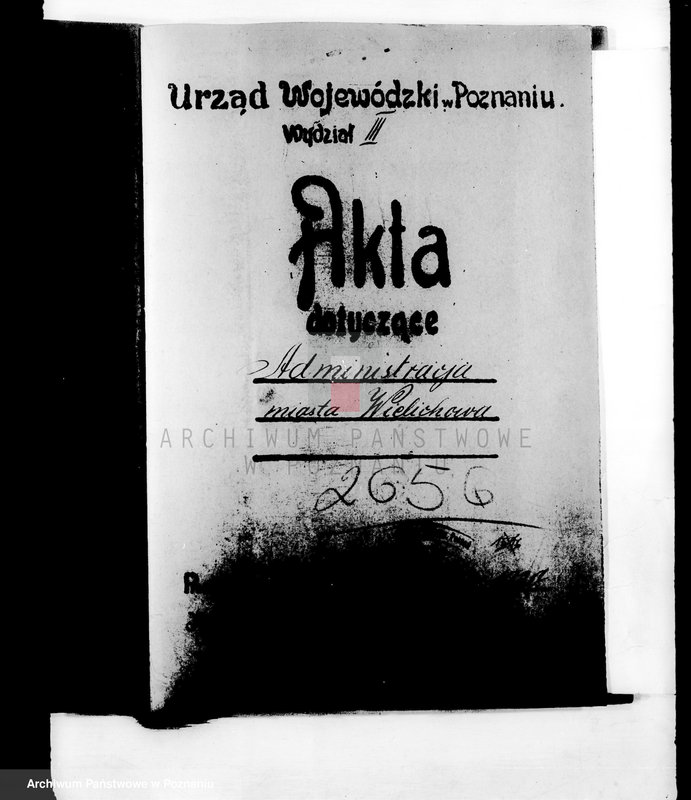 Urząd Wojewódzki w Poznaniu.
Wydział III
Akta
dotyczące
Administracja
miasta Wielichowa
ARCHIWUM PAŃSTWOWE
W POZNANIU
2656
Archiwum Państwowe w Poznaniu